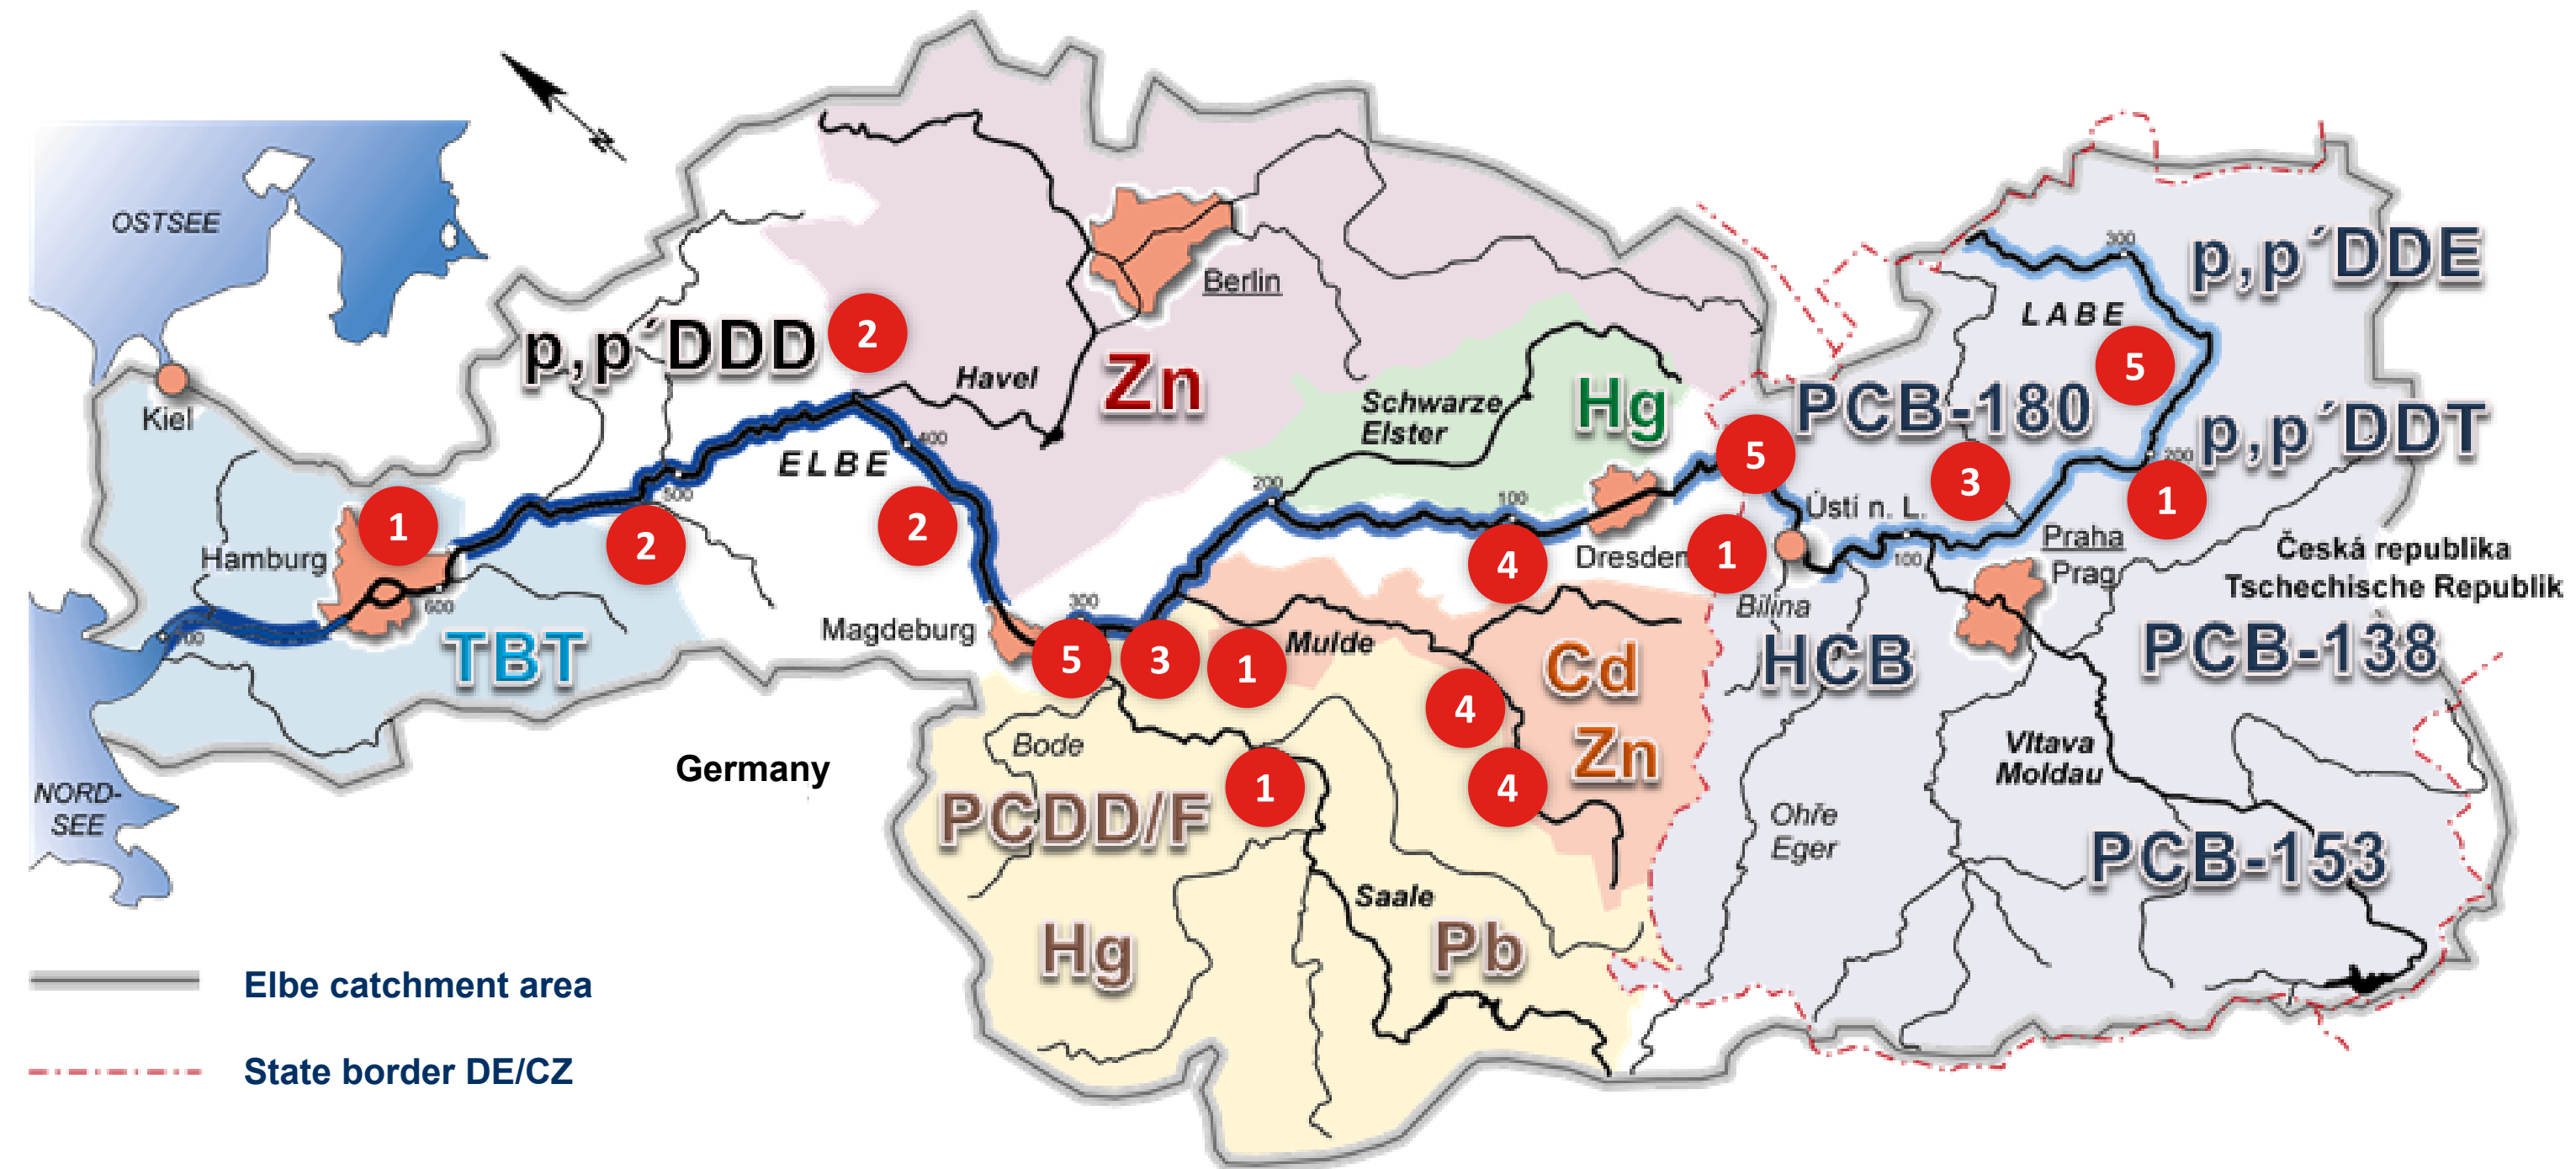 N
OSTSEE
Kiel
Hamburg
600
TBT
NORD-
SEE
p,p´DDD
2
1
2
500
ELBE
2
400
Havel
Berlin
Zn
Magdeburg
300
5
3
1
Mulde
Germany
Bode
PCDD/F
1
Hg
Saale
Pb
Schwarze
Elster
Hg
200
100
4
Dresden
4
4
Cd
Zn
5
1
PCB-180
Ústí n. L.
3
100
Bílina
HCB
Praha
Prag
LABE
300
5
p,p´DDE
p,p´DDT
200
1
Česká republika
Tschechische Republik
PCB-138
Vltava
Moldau
Ohře
Eger
PCB-153
Elbe catchment area
State border DE/CZ